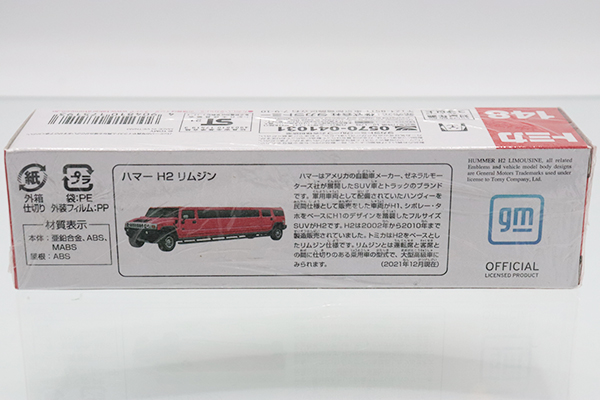 トミカ
148
0570-041031
ST
紙
外箱
仕切り
プラ
袋:PE
外装フィルム:PP
材質表示
本体:亜鉛合金、ABS、
MABS
屋根:ABS
ハマー H2 リムジン
ハマーはアメリカの自動車メーカー、ゼネラルモー
ターズ社が展開したSUV車とトラックのブランド
です。軍用車両として配備されていたハンヴィーを
民間仕様として販売をした車両がH1、シボレー・タ
ホをベースにH1のデザインを踏襲したフルサイズ
SUVがH2です。H2は2002年から2010年まで
製造販売されていました。トミカはH2をベースとし
たリムジン仕様です。リムジンとは運転席と客席と
の間に仕切りのある乗用車の型式で、大型高級車に
みられます。(2021年12月現在)
HUMMER H2 LIMOUSINE, all related
Emblems and vehicle model body designs
are General Motors Trademarks used under
license to Tomy Company, Ltd.
gm
OFFICIAL
LICENSED PRODUCT